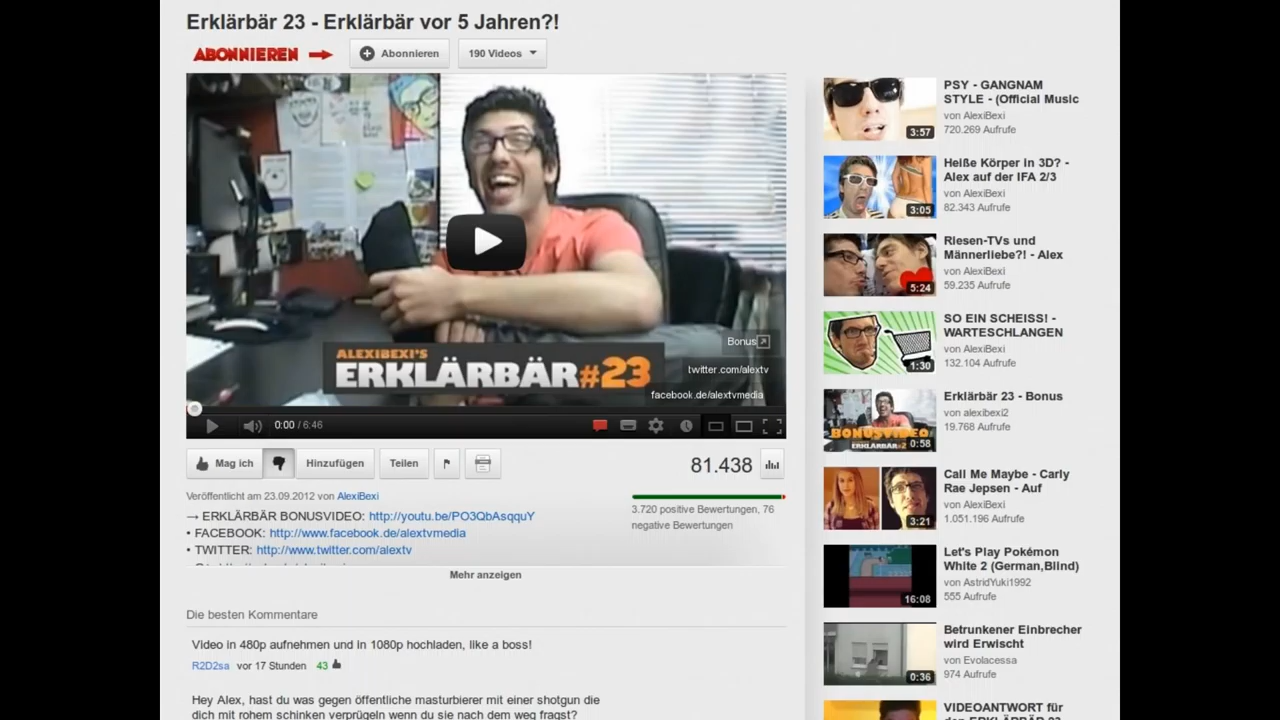 Erklärbär 23 - Erklärbär vor 5 Jahren?!
ABONNIEREN
Abonnieren
190 Videos
Bonus
twitter.com/alextv
facebook.de/alextvmedia
ALEXIBEXI'S
ERKLÄRBÄR#23
0:00 / 6:46
Mag ich
Hinzufügen
Teilen
81.438
Veröffentlicht am 23.09.2012 von AlexiBexi
→ ERKLÄRBÄR BONUSVIDEO: http://youtu.be/PO3QbAsqquY
• FACEBOOK: http://www.facebook.de/alextvmedia
• TWITTER: http://www.twitter.com/alextv
3.720 positive Bewertungen, 76
negative Bewertungen
Mehr anzeigen
Die besten Kommentare
Video in 480p aufnehmen und in 1080p hochladen, like a boss!
R2D2sa vor 17 Stunden 43
Hey Alex, hast du was gegen öffentliche masturbierer mit einer shotgun die
dich mit rohem schinken verprügeln wenn du sie nach dem weg fragst?
3:57
PSY - GANGNAM
STYLE - (Official Music
von AlexiBexi
720.269 Aufrufe
3:05
Heiße Körper in 3D? -
Alex auf der IFA 2/3
von AlexiBexi
82.343 Aufrufe
5:24
Riesen-TVs und
Männerliebe?! - Alex
von AlexiBexi
59.235 Aufrufe
1:30
SO EIN SCHEISS! -
WARTESCHLANGEN
von AlexiBexi
132.104 Aufrufe
BONUSVIDEO
ERKLÄRBÄR
0:58
Erklärbär 23 - Bonus
von alexibexi2
19.768 Aufrufe
3:21
Call Me Maybe - Carly
Rae Jepsen - Auf
von AlexiBexi
1.051.196 Aufrufe
16:08
Let's Play Pokémon
White 2 (German,Blind)
von AstridYuki1992
555 Aufrufe
0:36
Betrunkener Einbrecher
wird Erwischt
von Evolacessa
974 Aufrufe
VIDEOANTWORT für
den ERKLÄRBÄR 23